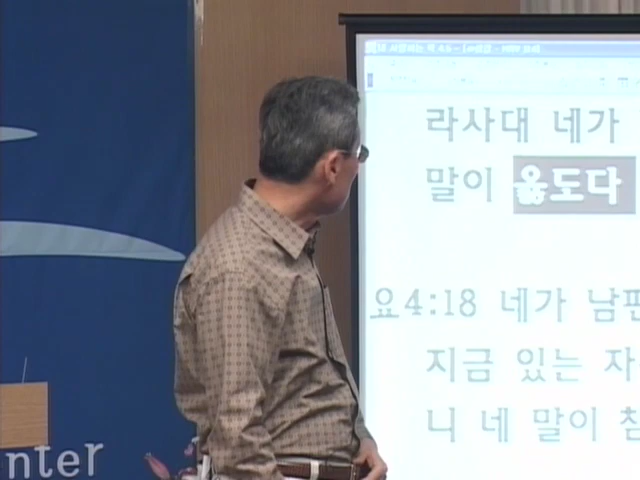 라사대 네가
말이 옳도다
요4:18 네가 남편
지금 있는 자
니 네 말이 참
nter